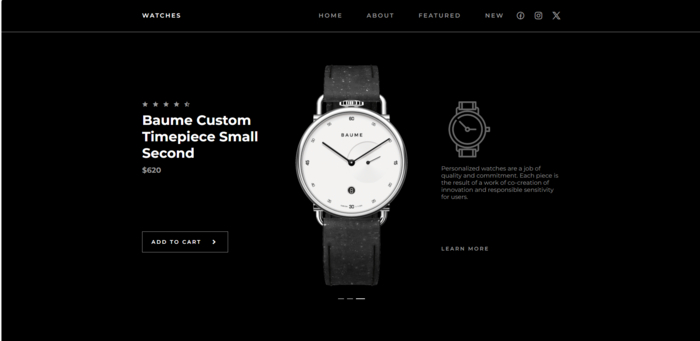 WATCHES
HOME ABOUT FEATURED NEW
Baume Custom
Timepiece Small
Second
$620
ADD TO CART
BAUME
60
30
Personalized watches are a job of
quality and commitment. Each piece is
the result of a work of co-creation of
innovation and responsible sensitivity
for users.
LEARN MORE